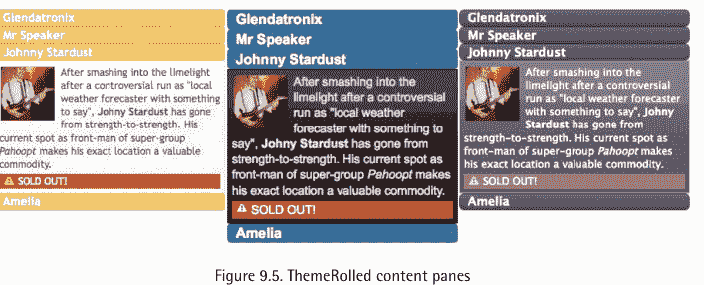 Glendatronix
Mr Speaker
Johnny Stardust
After smashing into the limelight
after a controversial
run as "local
weather forecaster with something
to say", Johny Stardust has gone
from strength-to-strength. His
current spot as front-man of super-group
Pahoopt makes his exact location a valuable
commodity.
SOLD OUT!
Amelia
Glendatronix
Mr Speaker
Johnny Stardust
After smashing into the
limelight after a controversial
run as "local weather
forecaster with something to
say", Johny Stardust has gone from
strength-to-strength. His current spot as
front-man of super-group Pahoopt makes
his exact location a valuable commodity.
SOLD OUT!
Amelia
Glendatronix
Mr Speaker
Johnny Stardust
After smashing into the
limelight after a controversial
run as "local weather forecaster
with something to say", Johny
Stardust has gone from
strength-to-strength. His current spot as
front-man of super-group Pahoopt makes
his exact location a valuable commodity.
SOLD OUT!
Amelia
Figure 9.5. ThemeRolled content panes